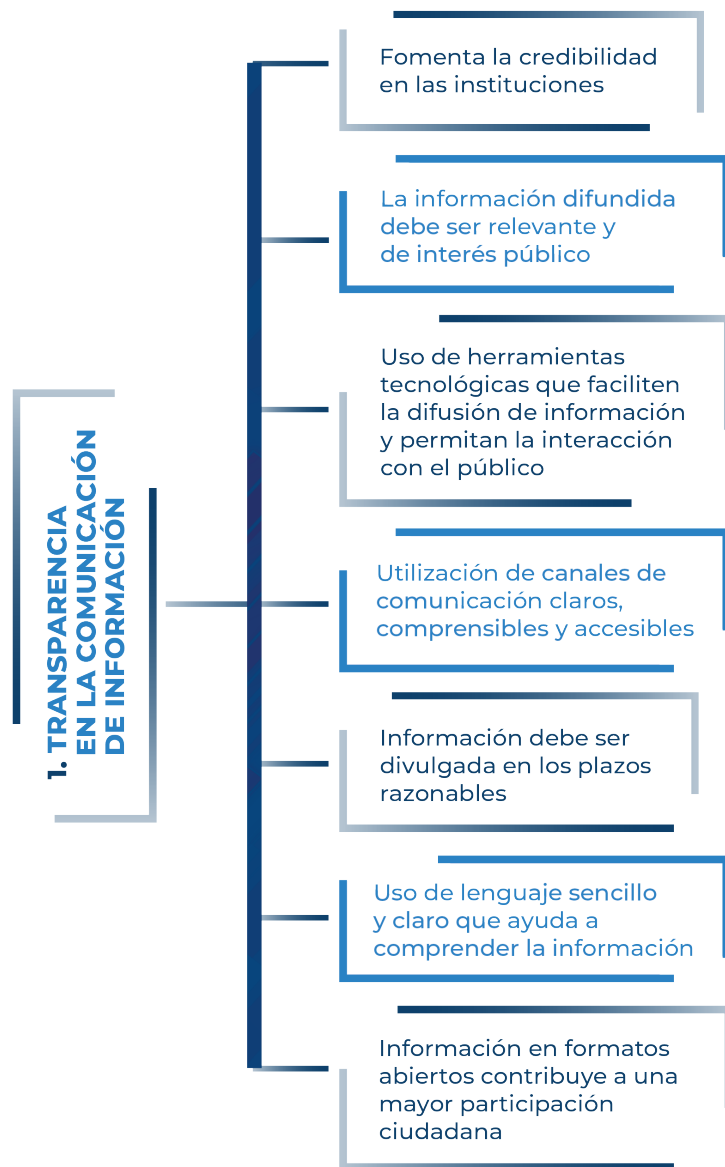 1. TRANSPARENCIA
EN LA COMUNICACIÓN
DE INFORMACIÓN
Fomenta la credibilidad
en las instituciones
La información difundida
debe ser relevante y
de interés público
Uso de herramientas
tecnológicas que faciliten
la difusión de información
y permitan la interacción
con el público
Utilización de canales de
comunicación claros,
comprensibles y accesibles
Información debe ser
divulgada en los plazos
razonables
Uso de lenguaje sencillo
y claro que ayuda a
comprender la información
Información en formatos
abiertos contribuye a una
mayor participación
ciudadana